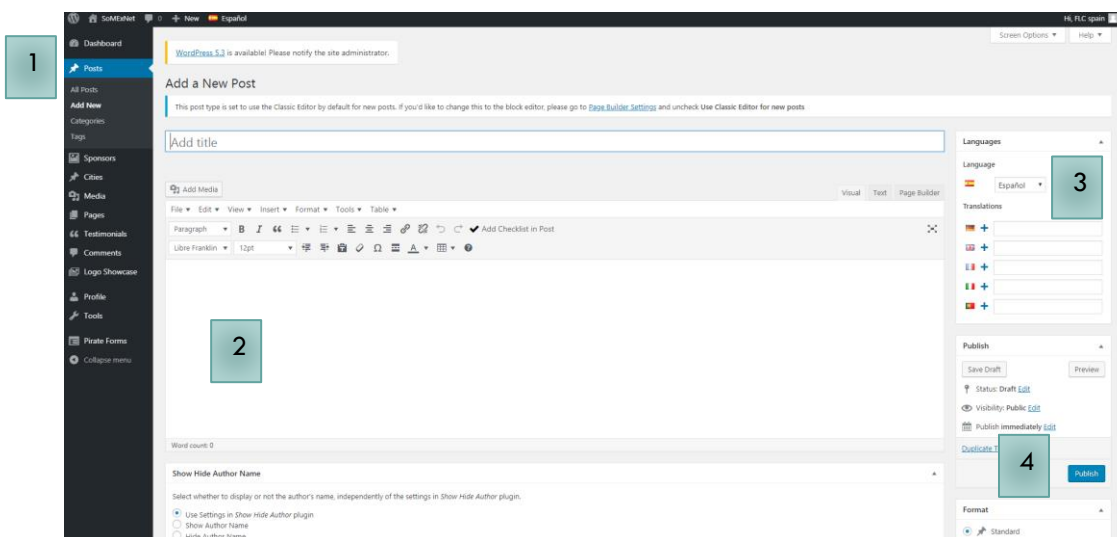 SoMExNet 0 + New Español Hi, FLC spain
Screen Options Help
1
Dashboard
Posts
All Posts
Add New
Categories
Tags
Sponsors
Cities
Media
Pages
Testimonials
Comments
Logo Showcase
Profile
Tools
Pirate Forms
Collapse menu
WordPress 5.3 is available! Please notify the site administrator.
Add a New Post
This post type is set to use the Classic Editor by default for new posts. If you'd like to change this to the block editor, please go to Page Builder Settings and uncheck Use Classic Editor for new posts
Add title
Add Media
Visual Text Page Builder
File Edit View Insert Format Tools Table
Paragraph B I Add Checklist in Post
Libre Franklin 12pt Ω A
2
Word count: 0
Show Hide Author Name
Select whether to display or not the author's name, independently of the settings in Show Hide Author plugin.
Use Settings in Show Hide Author plugin
Show Author Name
Hide Author Name
Languages
Language
Español
3
Translations
+
+
+
+
+
Publish
Save Draft Preview
Status: Draft Edit
Visibility: Public Edit
Publish immediately Edit
Duplicate
4
Publish
Format
Standard